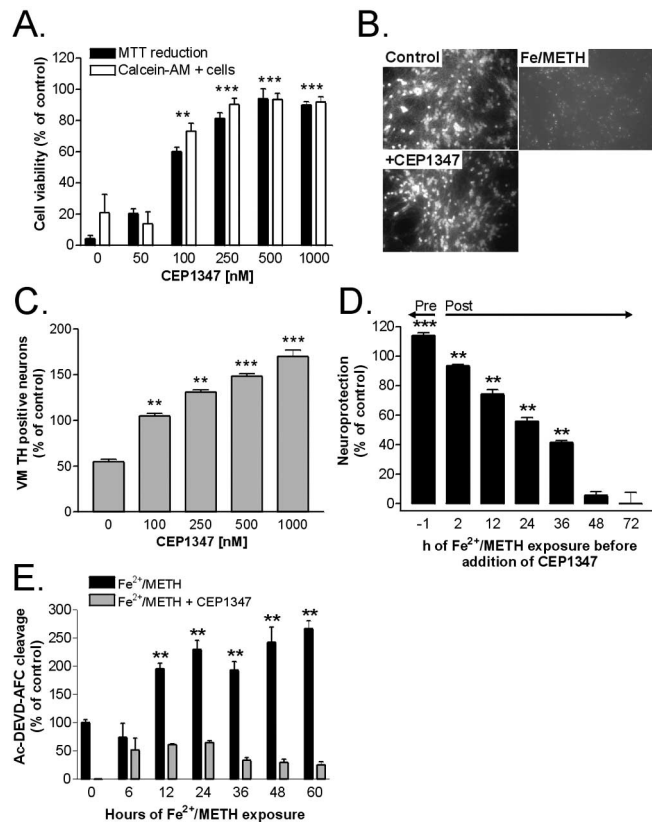 A.
MTT reduction
Calcein-AM + cells
Cell viability (% of control)
120
100
80
60
40
20
0
**
***
***
***
0 50 100 250 500 1000
CEP1347 [nM]
B.
Control
Fe/METH
+CEP1347
C.
VM TH positive neurons
(% of control)
200
150
100
50
0
**
**
***
***
0 100 250 500 1000
CEP1347 [nM]
D.
Pre Post
Neuroprotection
(% of control)
120
100
80
60
40
20
0
***
**
**
**
**
-1 2 12 24 36 48 72
h of Fe²⁺/METH exposure before
addition of CEP1347
E.
Fe²⁺/METH
Fe²⁺/METH + CEP1347
Ac-DEVD-AFC cleavage
(% of control)
300
250
200
150
100
50
0
**
**
**
**
**
0 6 12 24 36 48 60
Hours of Fe²⁺/METH exposure